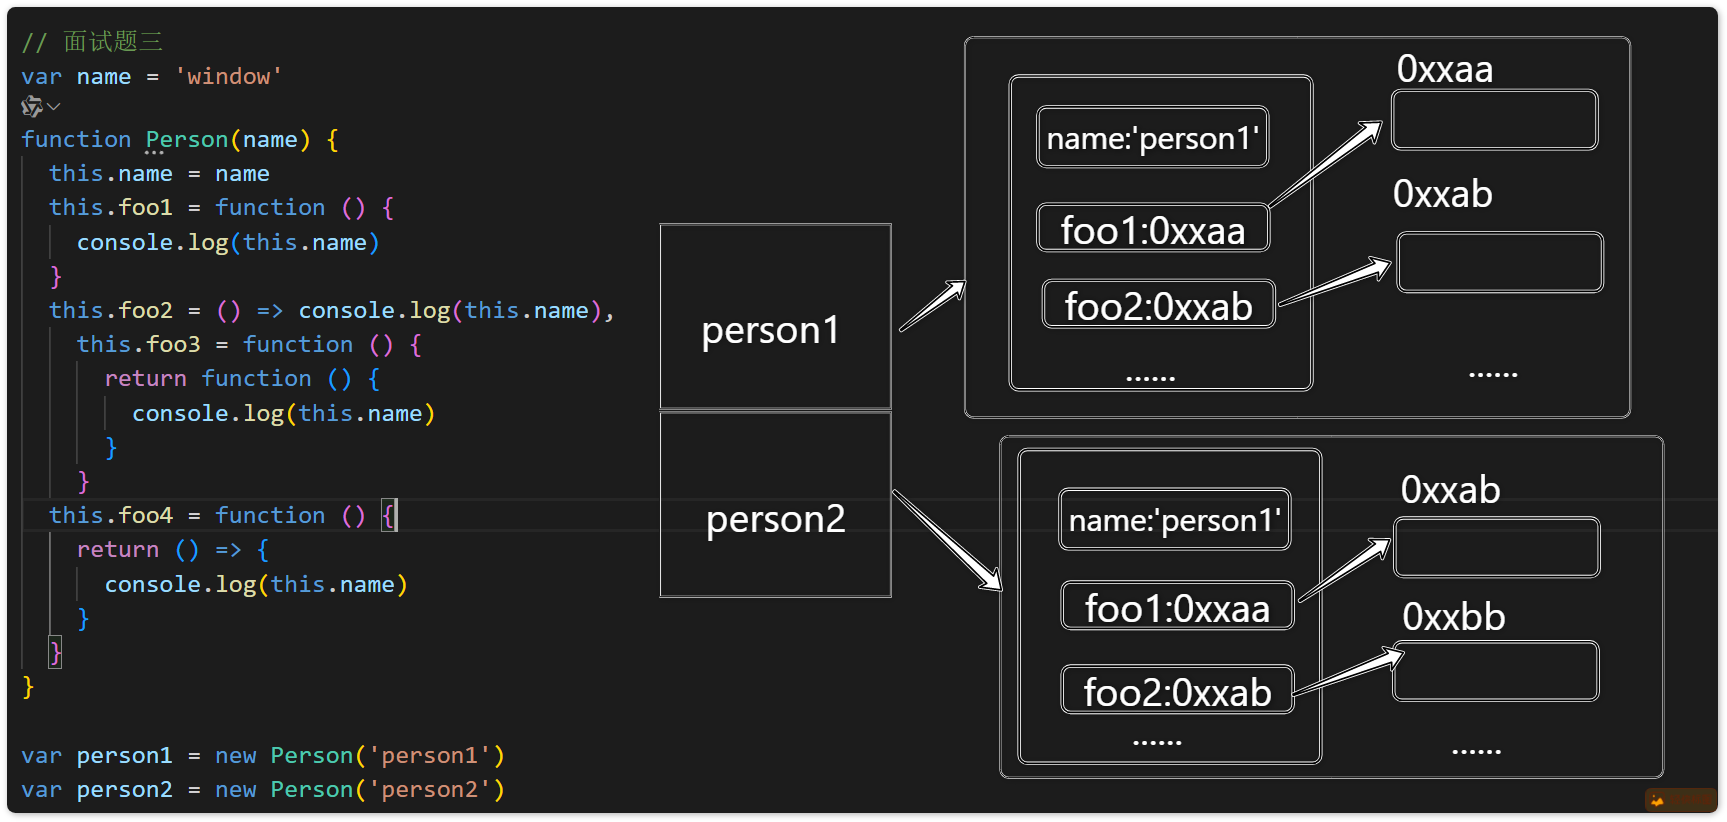 // 面试题三
var name = 'window'
function Person(name) {
this.name = name
this.foo1 = function () {
console.log(this.name)
}
this.foo2 = () => console.log(this.name),
this.foo3 = function () {
return function () {
console.log(this.name)
}
}
this.foo4 = function () {
return () => {
console.log(this.name)
}
}
}
var person1 = new Person('person1')
var person2 = new Person('person2')
person1
person2
name:'person1'
foo1:0xxaa
foo2:0xxab
......
0xxaa
0xxab
......
name:'person1'
foo1:0xxaa
foo2:0xxab
......
0xxab
0xxbb
......